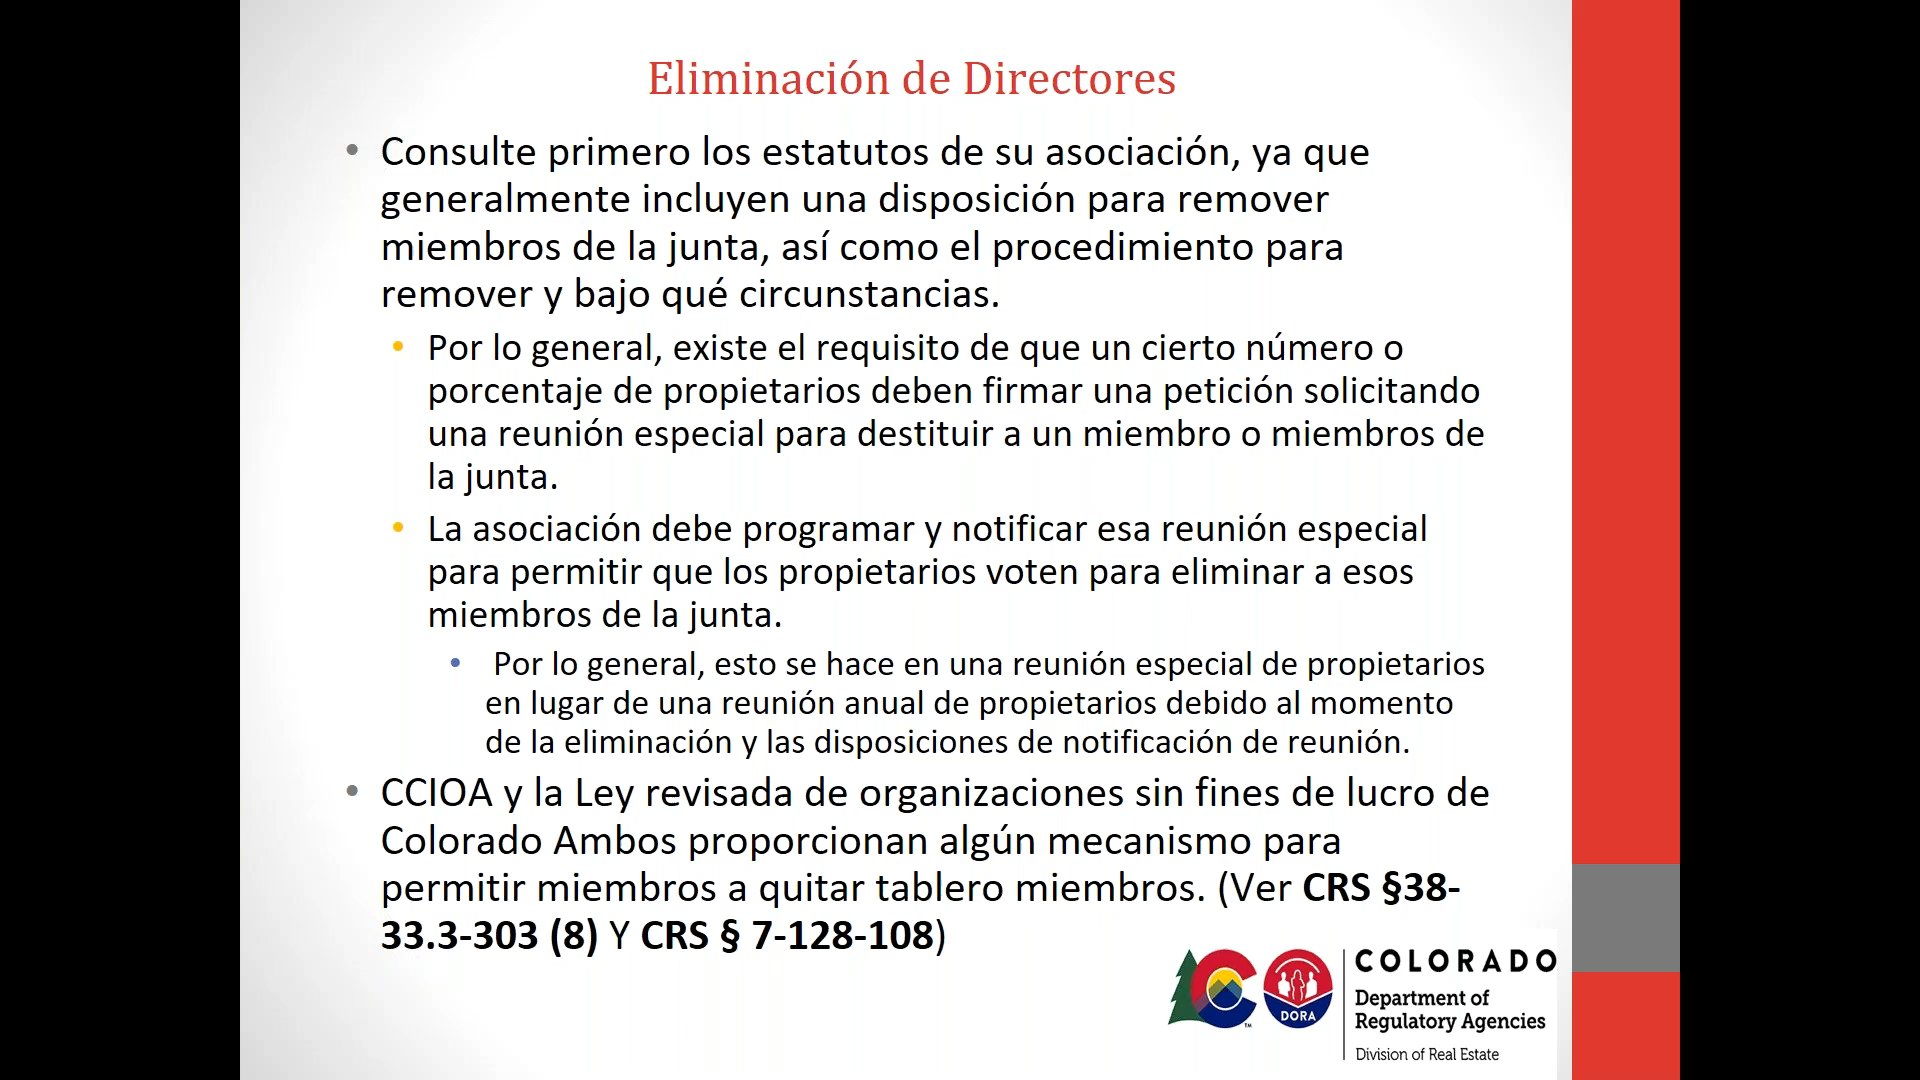 Eliminación de Directores
• Consulte primero los estatutos de su asociación, ya que
generalmente incluyen una disposición para remover
miembros de la junta, así como el procedimiento para
remover y bajo qué circunstancias.
• Por lo general, existe el requisito de que un cierto número o
porcentaje de propietarios deben firmar una petición solicitando
una reunión especial para destituir a un miembro o miembros de
la junta.
• La asociación debe programar y notificar esa reunión especial
para permitir que los propietarios voten para eliminar a esos
miembros de la junta.
• Por lo general, esto se hace en una reunión especial de propietarios
en lugar de una reunión anual de propietarios debido al momento
de la eliminación y las disposiciones de notificación de reunión.
• CCIOA y la Ley revisada de organizaciones sin fines de lucro de
Colorado Ambos proporcionan algún mecanismo para
permitir miembros a quitar tablero miembros. (Ver CRS §38-
33.3-303 (8) Y CRS § 7-128-108)
COLORADO
Department of
Regulatory Agencies
Division of Real Estate
DORA
TM